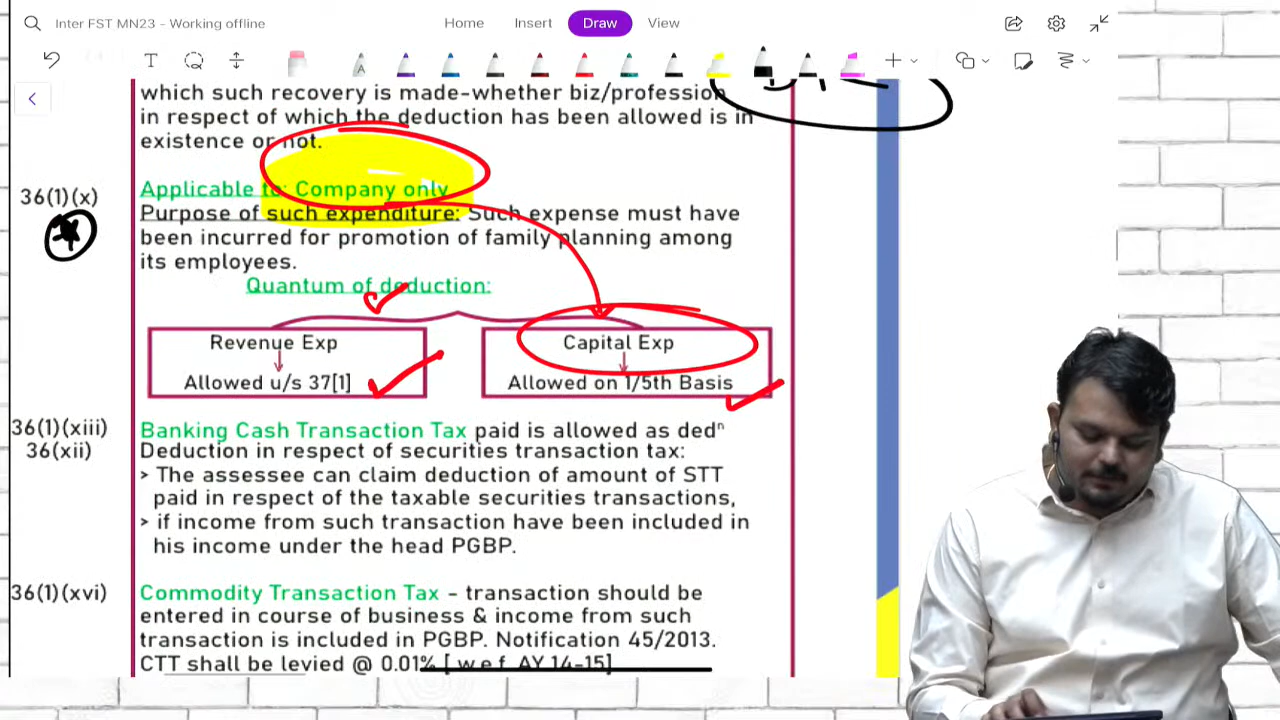 Inter FST MN23 - Working offline
Home Insert Draw View
which such recovery is made-whether biz/profession
in respect of which the deduction has been allowed is in
existence or not.
36(1)(x)
Applicable to: Company only
Purpose of such expenditure: Such expense must have
been incurred for promotion of family planning among
its employees.
Quantum of deduction:
Revenue Exp
Allowed u/s 37[1]
Capital Exp
Allowed on 1/5th Basis
36(1)(xiii)
Banking Cash Transaction Tax paid is allowed as dedⁿ
36(xii)
Deduction in respect of securities transaction tax:
> The assessee can claim deduction of amount of STT
paid in respect of the taxable securities transactions,
> if income from such transaction have been included in
his income under the head PGBP.
36(1)(xvi)
Commodity Transaction Tax - transaction should be
entered in course of business & income from such
transaction is included in PGBP. Notification 45/2013.
CTT shall be levied @ 0.01% [ w e f AY 14-15]